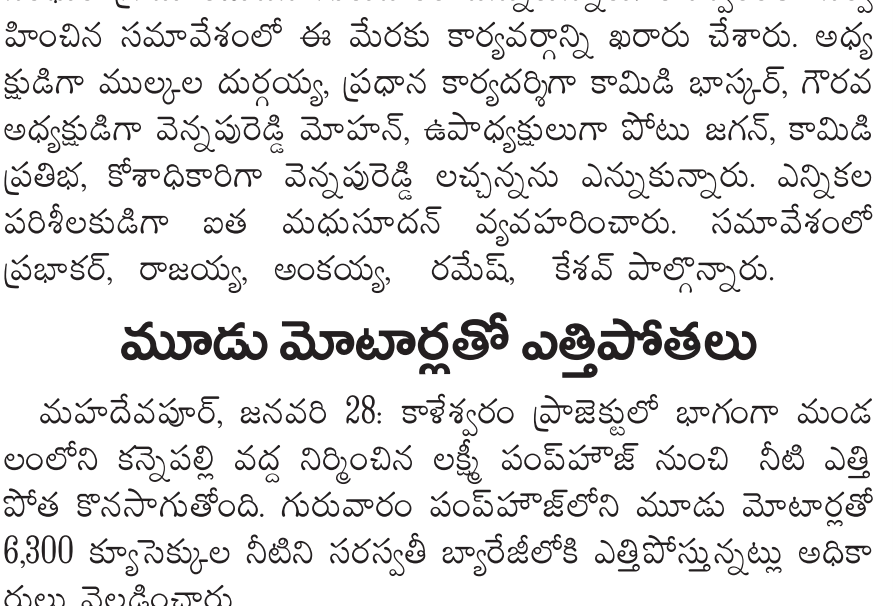 హించిన సమావేశంలో ఈ మేరకు కార్యవర్గాన్ని ఖరారు చేశారు. అధ్య
క్షుడిగా ముల్కల దుర్గయ్య, ప్రధాన కార్యదర్శిగా కామిడి భాస్కర్, గౌరవ
అధ్యక్షుడిగా వెన్నపురెడ్డి మోహన్, ఉపాధ్యక్షులుగా పోటు జగన్, కామిడి
ప్రతిభ, కోశాధికారిగా వెన్నపురెడ్డి లచ్చన్నను ఎన్నుకున్నారు. ఎన్నికల
పరిశీలకుడిగా ఐత మధుసూదన్ వ్యవహరించారు. సమావేశంలో
ప్రభాకర్, రాజయ్య, అంకయ్య, రమేష్, కేశవ్ పాల్గొన్నారు.
మూడు మోటార్లతో ఎత్తిపోతలు
మహదేవపూర్, జనవరి 28: కాళేశ్వరం ప్రాజెక్టులో భాగంగా మండ
లంలోని కన్నెపల్లి వద్ద నిర్మించిన లక్ష్మీ పంప్‌హౌజ్ నుంచి నీటి ఎత్తి
పోత కొనసాగుతోంది. గురువారం పంప్‌హౌజ్‌లోని మూడు మోటార్లతో
6,300 క్యూసెక్కుల నీటిని సరస్వతీ బ్యారేజీలోకి ఎత్తిపోస్తున్నట్లు అధికా
రులు వెల్లడించారు